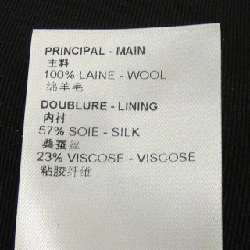 PRINCIPAL - MAIN
主料
100% LAINE - WOOL
绵羊毛
DOUBLURE - LINING
内衬
57% SOIE - SILK
桑蚕丝
23% VISCOSE - VISCOSE
粘胶纤维